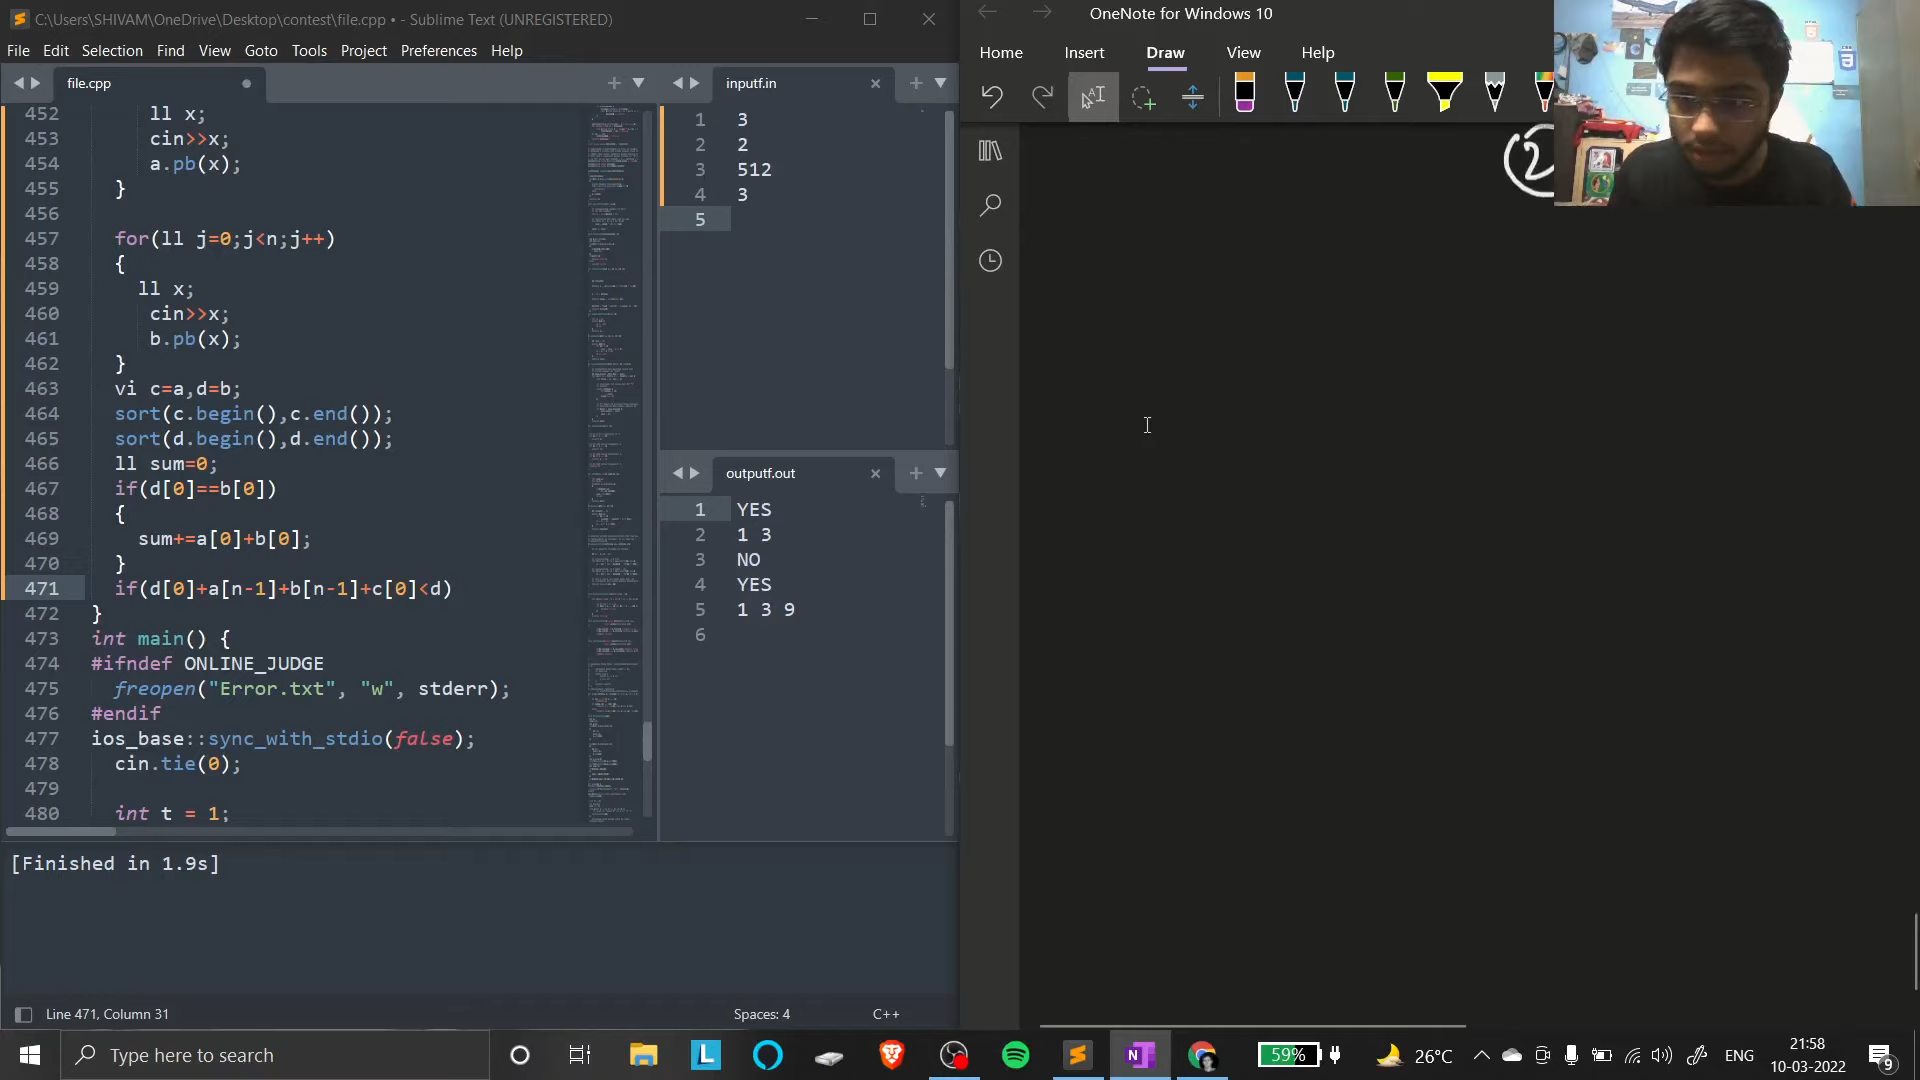 C:\Users\SHIVAM\OneDrive\Desktop\contest\file.cpp • - Sublime Text (UNREGISTERED)
File Edit Selection Find View Goto Tools Project Preferences Help
file.cpp
452 ll x;
453 cin>>x;
454 a.pb(x);
455 }
456
457 for(ll j=0;j<n;j++)
458 {
459 ll x;
460 cin>>x;
461 b.pb(x);
462 }
463 vi c=a,d=b;
464 sort(c.begin(),c.end());
465 sort(d.begin(),d.end());
466 ll sum=0;
467 if(d[0]==b[0])
468 {
469 sum+=a[0]+b[0];
470 }
471 if(d[0]+a[n-1]+b[n-1]+c[0]<d)
472 }
473 int main() {
474 #ifndef ONLINE_JUDGE
475 freopen("Error.txt", "w", stderr);
476 #endif
477 ios_base::sync_with_stdio(false);
478 cin.tie(0);
479
480 int t = 1;
inputf.in
1 3
2 2
3 512
4 3
5
outputf.out
1 YES
2 1 3
3 NO
4 YES
5 1 3 9
6
[Finished in 1.9s]
Line 471, Column 31
Spaces: 4
C++
OneNote for Windows 10
Home Insert Draw View Help
2
Type here to search
59%
26°C
ENG
21:58
10-03-2022
9